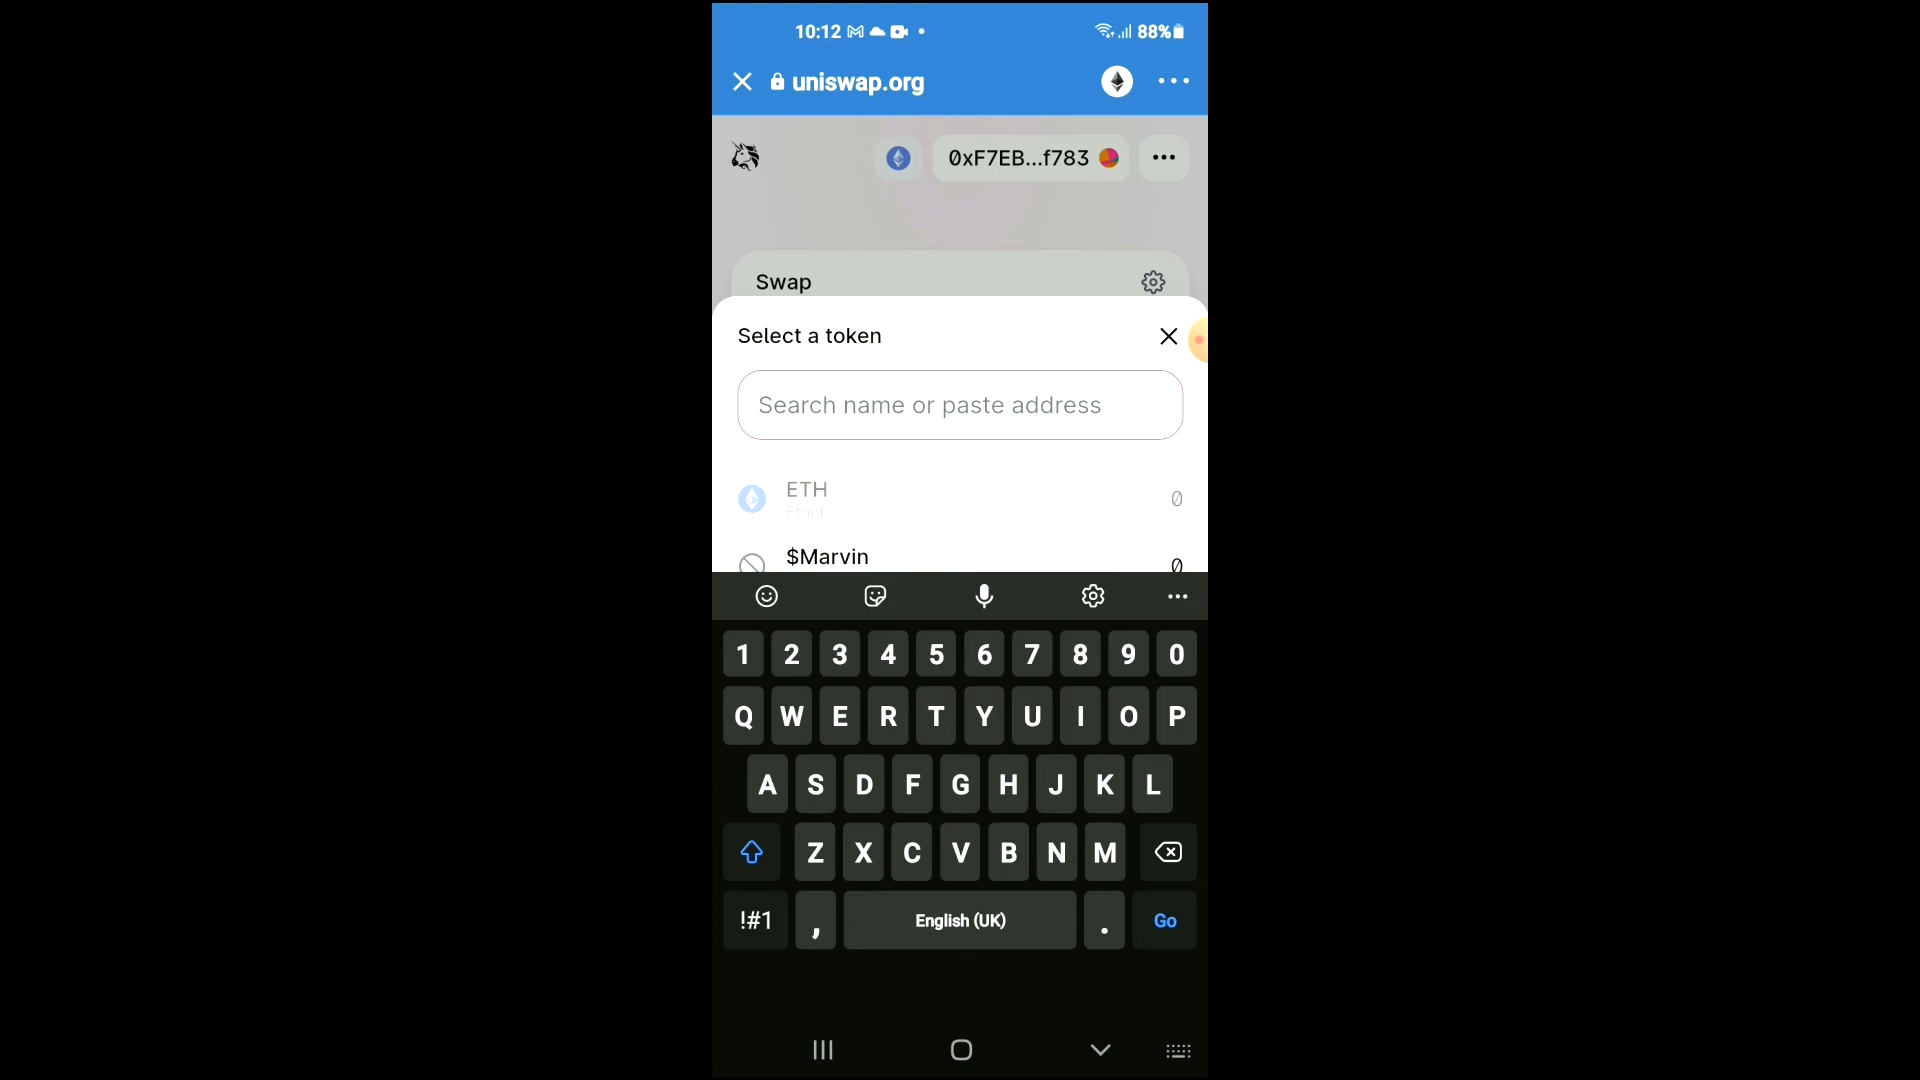 10:12
88%
uniswap.org
0xF7EB...f783
Swap
Select a token
Search name or paste address
ETH
0
Ether
$Marvin
0
1 2 3 4 5 6 7 8 9 0
Q W E R T Y U I O P
A S D F G H J K L
Z X C V B N M
!#1 , English (UK) . Go